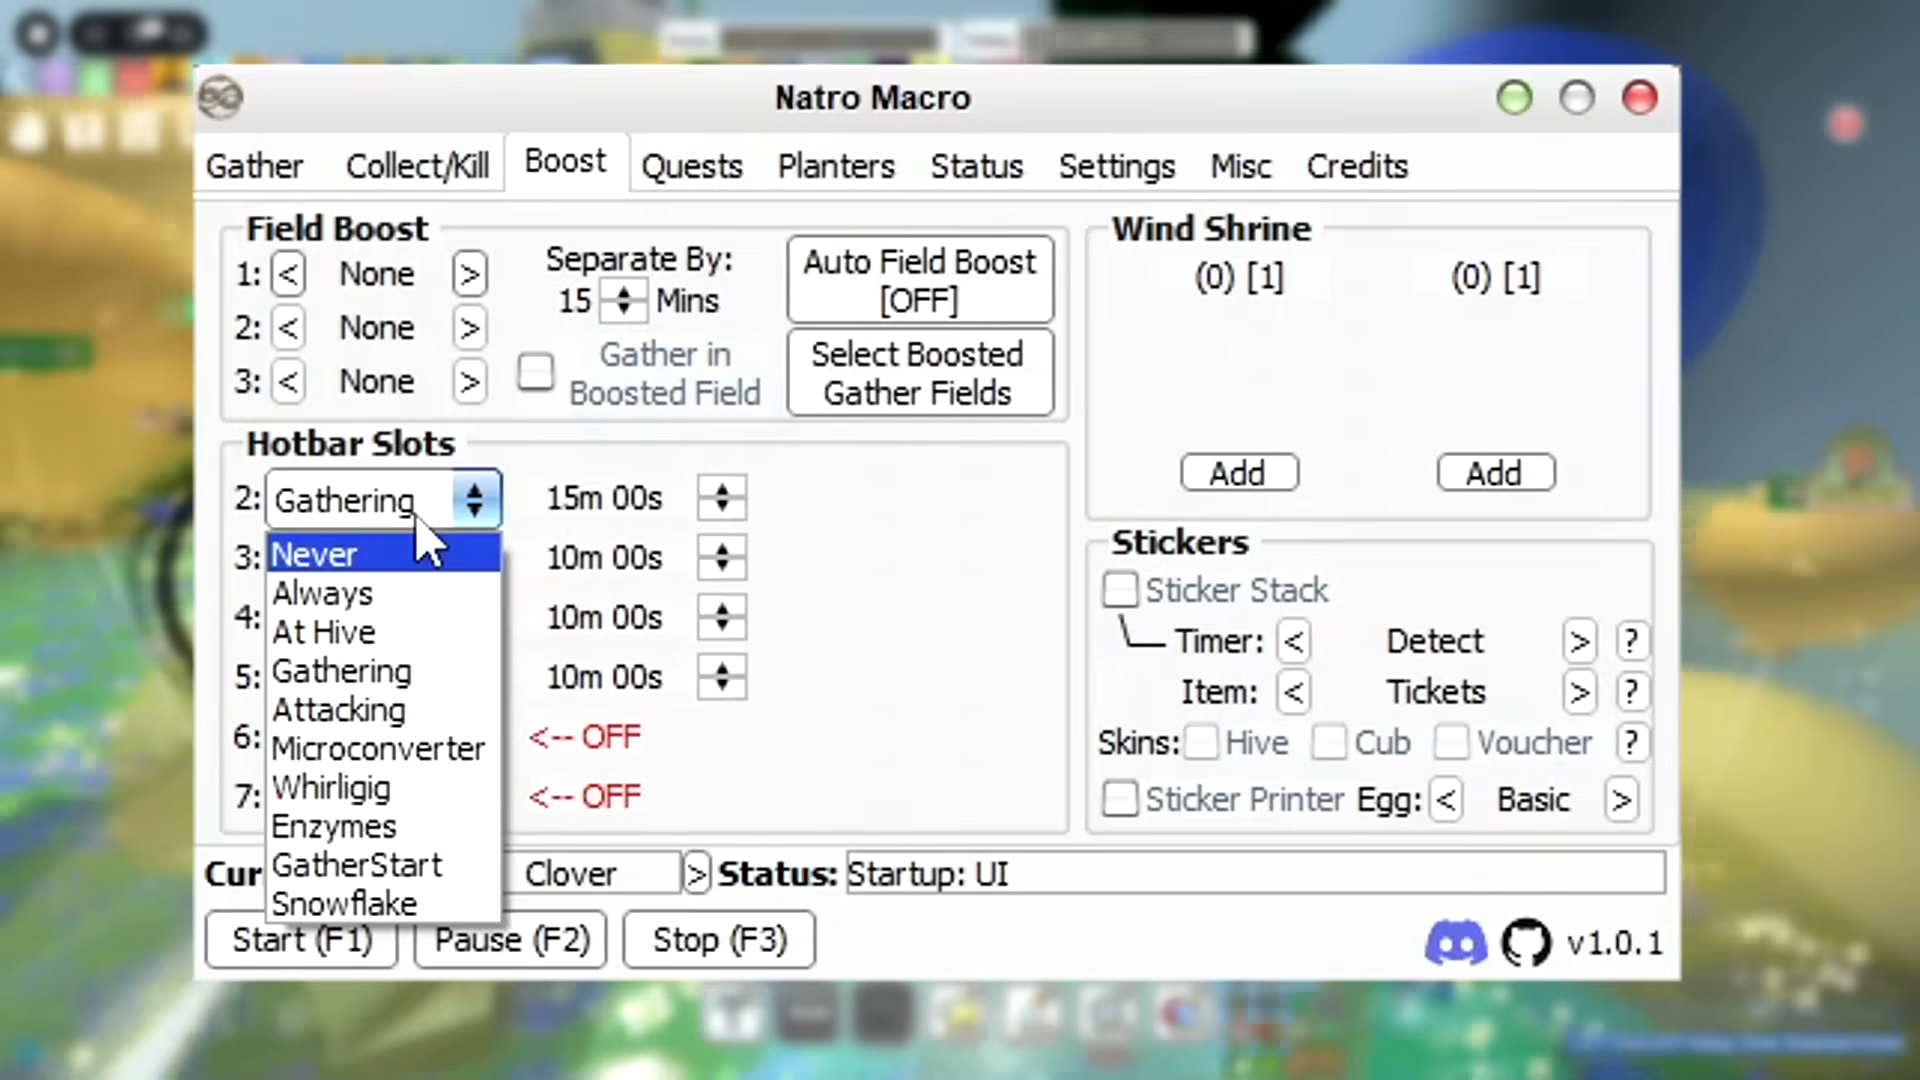 Natro Macro
Gather Collect/Kill Boost Quests Planters Status Settings Misc Credits
Field Boost
1: < None >
2: < None >
3: < None >
Separate By:
15 Mins
Gather in
Boosted Field
Auto Field Boost
[OFF]
Select Boosted
Gather Fields
Hotbar Slots
2: Gathering 15m 00s
3: 10m 00s
4: 10m 00s
5: 10m 00s
6: <-- OFF
7: <-- OFF
Never
Always
At Hive
Gathering
Attacking
Microconverter
Whirligig
Enzymes
GatherStart
Snowflake
Wind Shrine
(0) [1] (0) [1]
Add Add
Stickers
Sticker Stack
Timer: < Detect > ?
Item: < Tickets > ?
Skins: Hive Cub Voucher ?
Sticker Printer Egg: < Basic >
Cur Clover > Status: Startup: UI
Start (F1) Pause (F2) Stop (F3)
v1.0.1